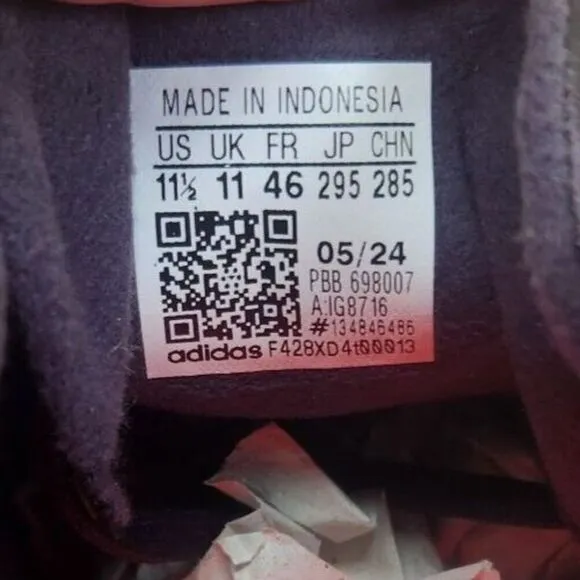 MADE IN INDONESIA
US UK FR JP CHN
11½ 11 46 295 285
05/24
PBB 698007
A:IG8716
#134846486
adidas F428XD4t00013